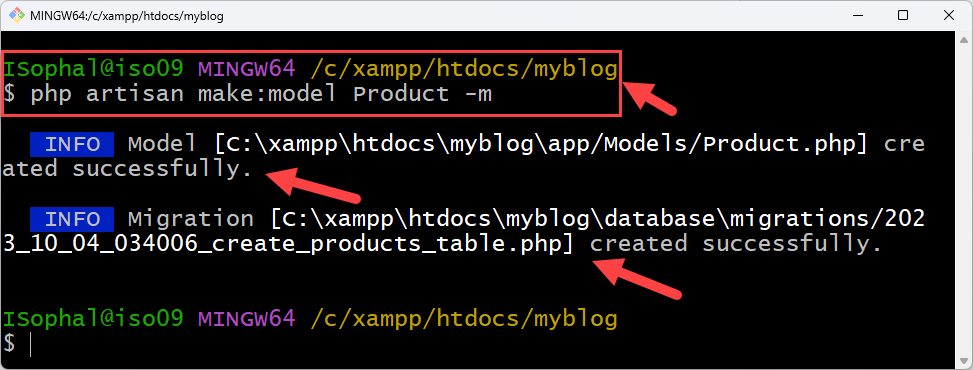 MINGW64:/c/xampp/htdocs/myblog
ISophal@iso09 MINGW64 /c/xampp/htdocs/myblog
$ php artisan make:model Product -m
INFO Model [C:\xampp\htdocs\myblog\app/Models/Product.php] cre
ated successfully.
INFO Migration [C:\xampp\htdocs\myblog\database\migrations/202
3_10_04_034006_create_products_table.php] created successfully.
ISophal@iso09 MINGW64 /c/xampp/htdocs/myblog
$